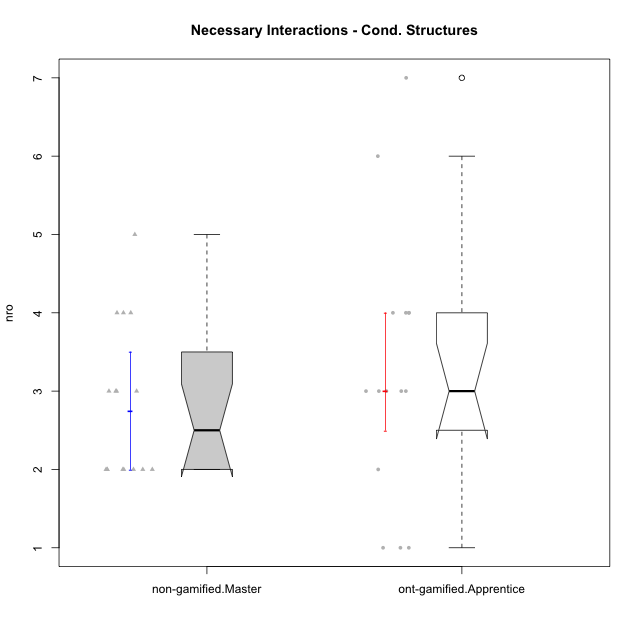 Necessary Interactions - Cond. Structures
7
6
5
4
3
2
1
nro
non-gamified.Master
ont-gamified.Apprentice